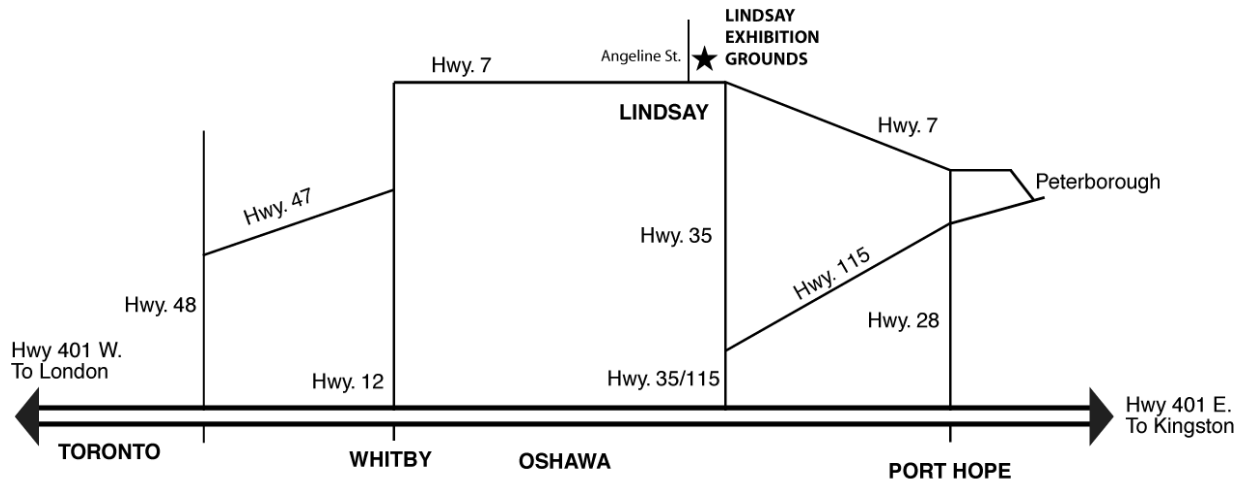 LINDSAY
EXHIBITION
GROUNDS
Angeline St.
Hwy. 7
LINDSAY
Hwy. 7
Peterborough
Hwy. 47
Hwy. 35
Hwy. 115
Hwy. 48
Hwy. 28
Hwy 401 W.
To London
Hwy. 12
Hwy. 35/115
Hwy 401 E.
To Kingston
TORONTO
WHITBY
OSHAWA
PORT HOPE